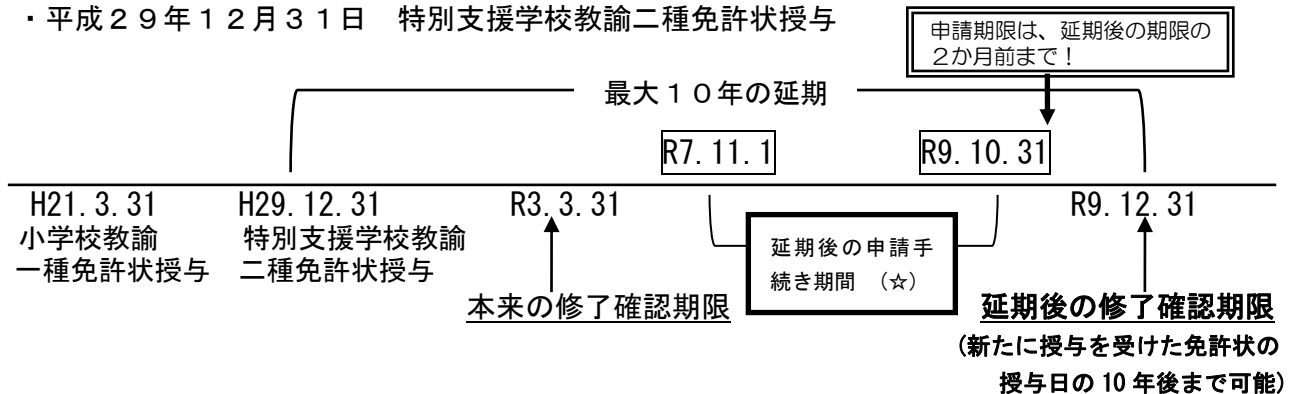 ・平成２９年１２月３１日　特別支援学校教諭二種免許状授与
申請期限は、延期後の期限の
２か月前まで！
最大１０年の延期
R7.11.1
R9.10.31
H21.3.31
H29.12.31
R3.3.31
R9.12.31
小学校教諭
一種免許状授与
特別支援学校教諭
二種免許状授与
延期後の申請手
続き期間　（☆）
本来の修了確認期限
延期後の修了確認期限
（新たに授与を受けた免許状の
授与日の 10 年後まで可能）